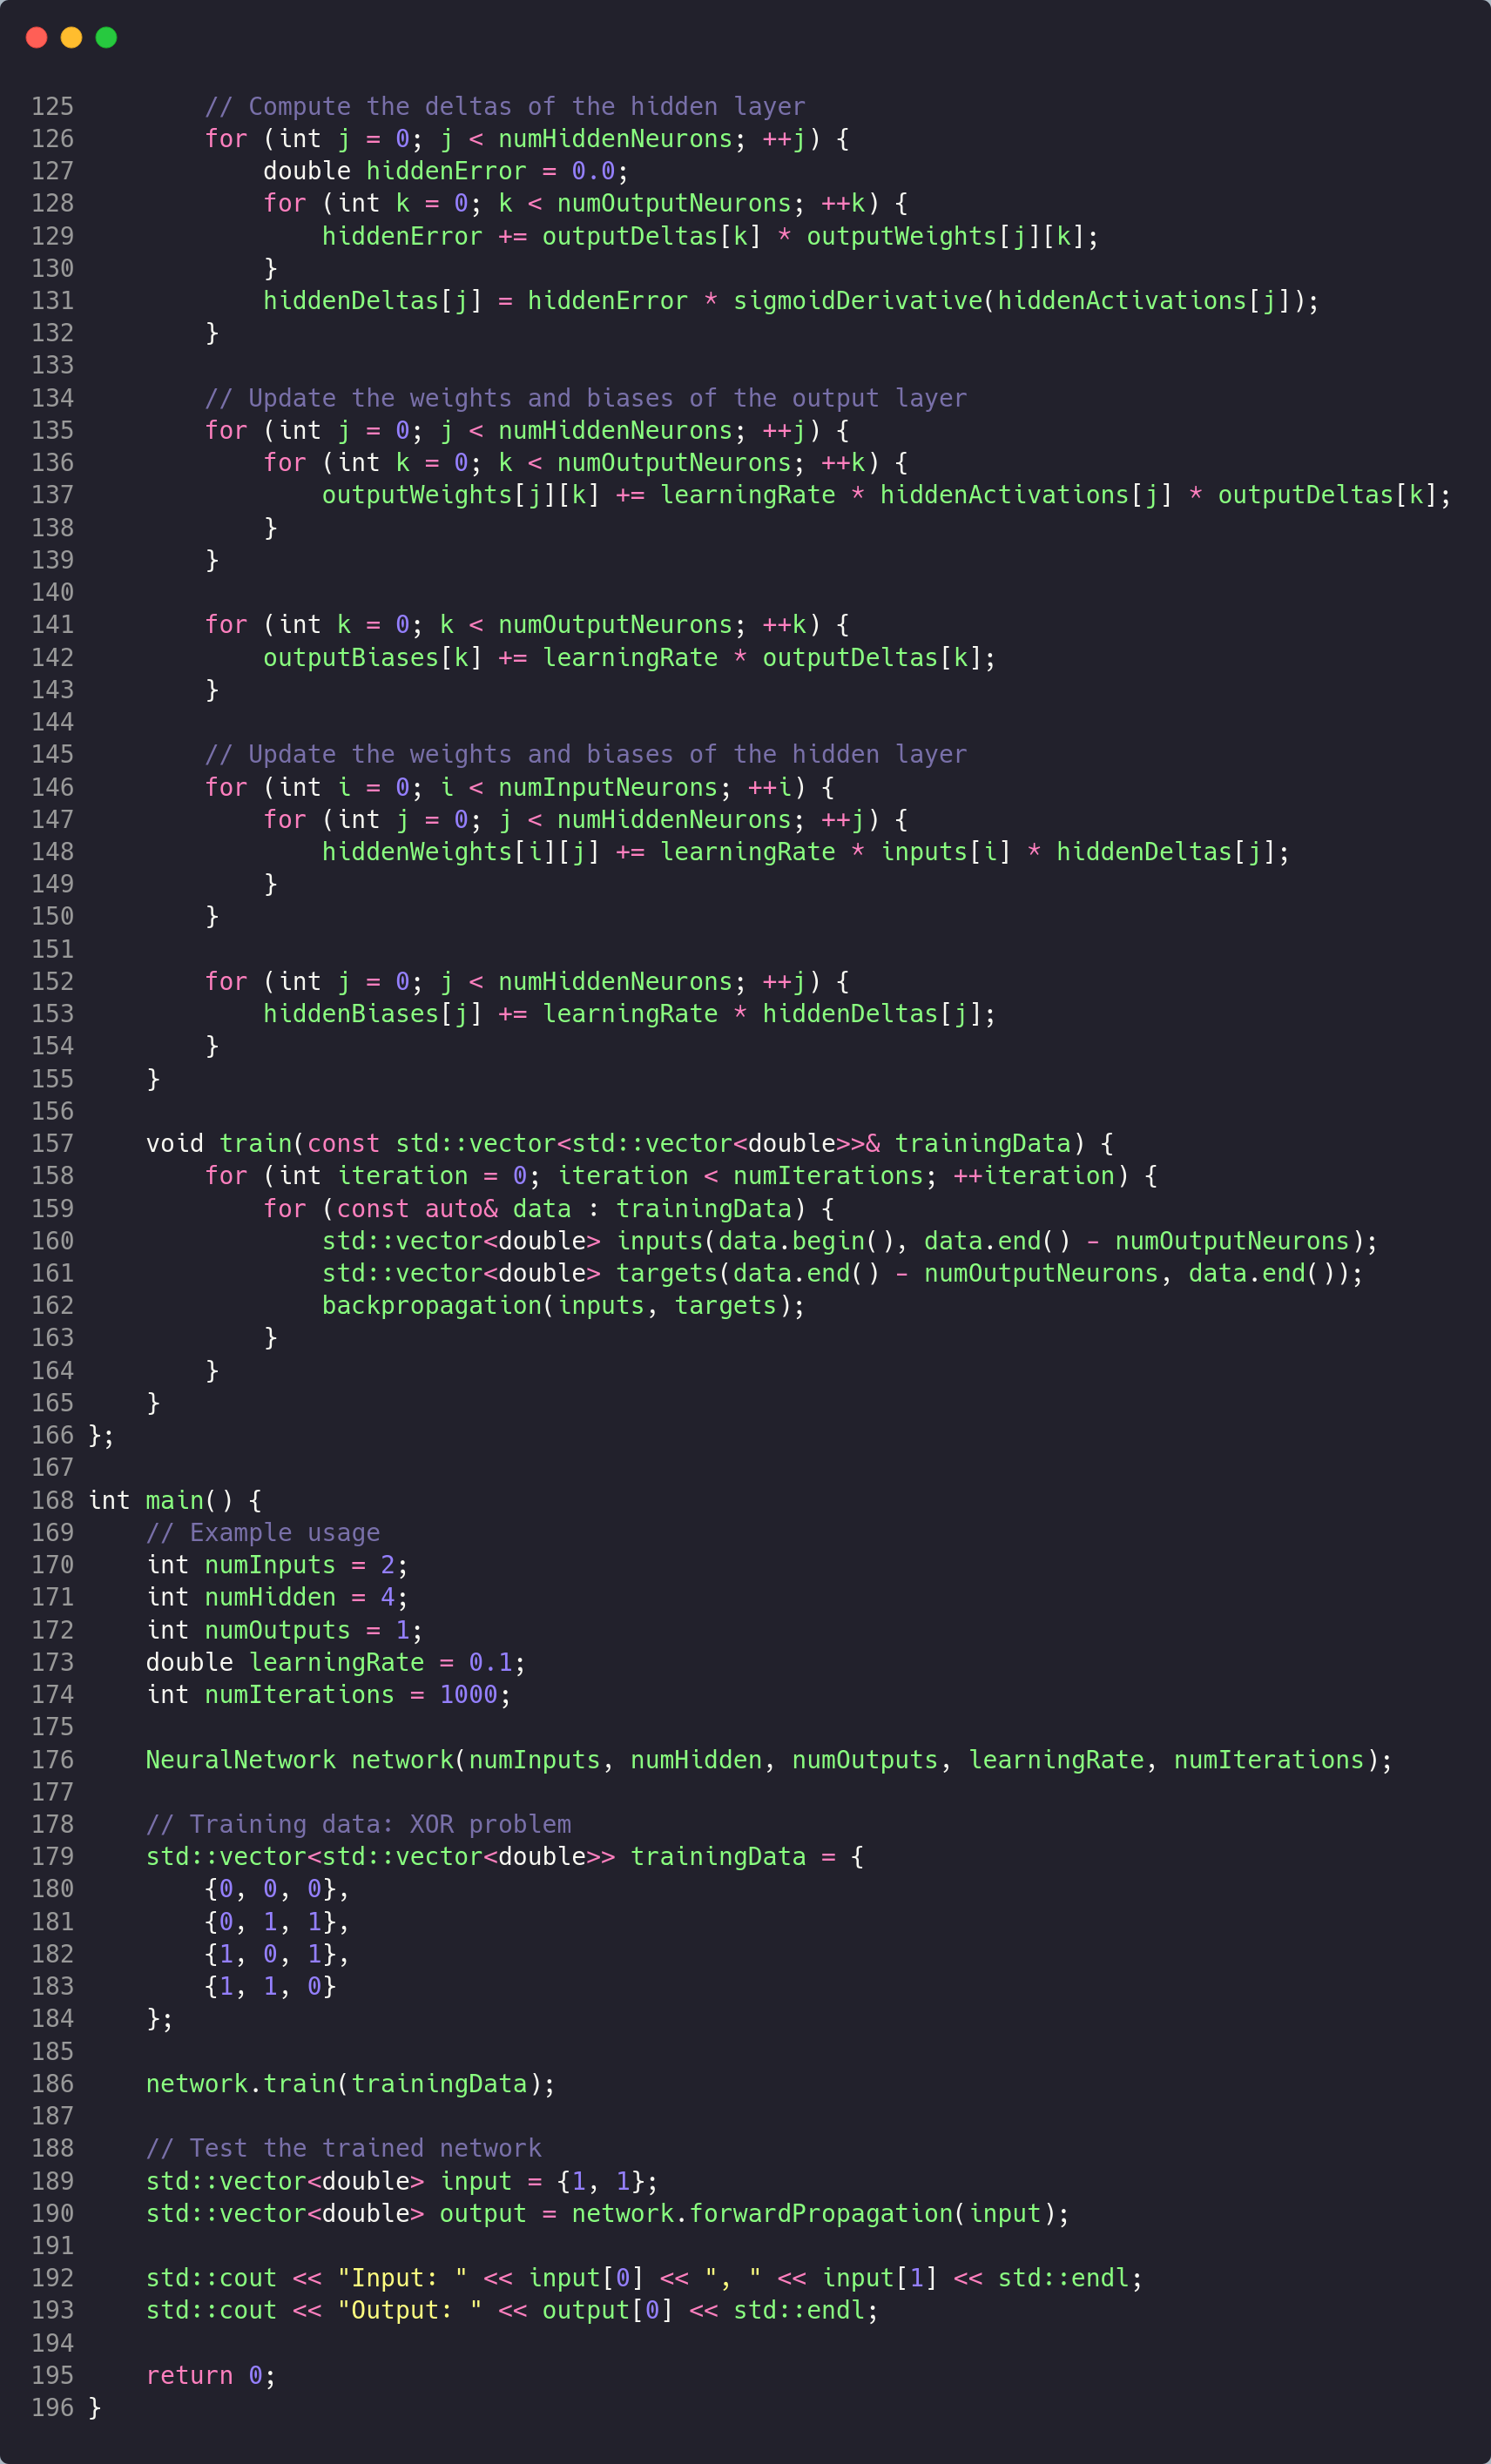 125         // Compute the deltas of the hidden layer
126         for (int j = 0; j < numHiddenNeurons; ++j) {
127             double hiddenError = 0.0;
128             for (int k = 0; k < numOutputNeurons; ++k) {
129                 hiddenError += outputDeltas[k] * outputWeights[j][k];
130             }
131             hiddenDeltas[j] = hiddenError * sigmoidDerivative(hiddenActivations[j]);
132         }
133
134         // Update the weights and biases of the output layer
135         for (int j = 0; j < numHiddenNeurons; ++j) {
136             for (int k = 0; k < numOutputNeurons; ++k) {
137                 outputWeights[j][k] += learningRate * hiddenActivations[j] * outputDeltas[k];
138             }
139         }
140
141         for (int k = 0; k < numOutputNeurons; ++k) {
142             outputBiases[k] += learningRate * outputDeltas[k];
143         }
144
145         // Update the weights and biases of the hidden layer
146         for (int i = 0; i < numInputNeurons; ++i) {
147             for (int j = 0; j < numHiddenNeurons; ++j) {
148                 hiddenWeights[i][j] += learningRate * inputs[i] * hiddenDeltas[j];
149             }
150         }
151
152         for (int j = 0; j < numHiddenNeurons; ++j) {
153             hiddenBiases[j] += learningRate * hiddenDeltas[j];
154         }
155     }
156
157     void train(const std::vector<std::vector<double>>& trainingData) {
158         for (int iteration = 0; iteration < numIterations; ++iteration) {
159             for (const auto& data : trainingData) {
160                 std::vector<double> inputs(data.begin(), data.end() - numOutputNeurons);
161                 std::vector<double> targets(data.end() - numOutputNeurons, data.end());
162                 backpropagation(inputs, targets);
163             }
164         }
165     }
166 };
167
168 int main() {
169     // Example usage
170     int numInputs = 2;
171     int numHidden = 4;
172     int numOutputs = 1;
173     double learningRate = 0.1;
174     int numIterations = 1000;
175
176     NeuralNetwork network(numInputs, numHidden, numOutputs, learningRate, numIterations);
177
178     // Training data: XOR problem
179     std::vector<std::vector<double>> trainingData = {
180         {0, 0, 0},
181         {0, 1, 1},
182         {1, 0, 1},
183         {1, 1, 0}
184     };
185
186     network.train(trainingData);
187
188     // Test the trained network
189     std::vector<double> input = {1, 1};
190     std::vector<double> output = network.forwardPropagation(input);
191
192     std::cout << "Input: " << input[0] << ", " << input[1] << std::endl;
193     std::cout << "Output: " << output[0] << std::endl;
194
195     return 0;
196 }